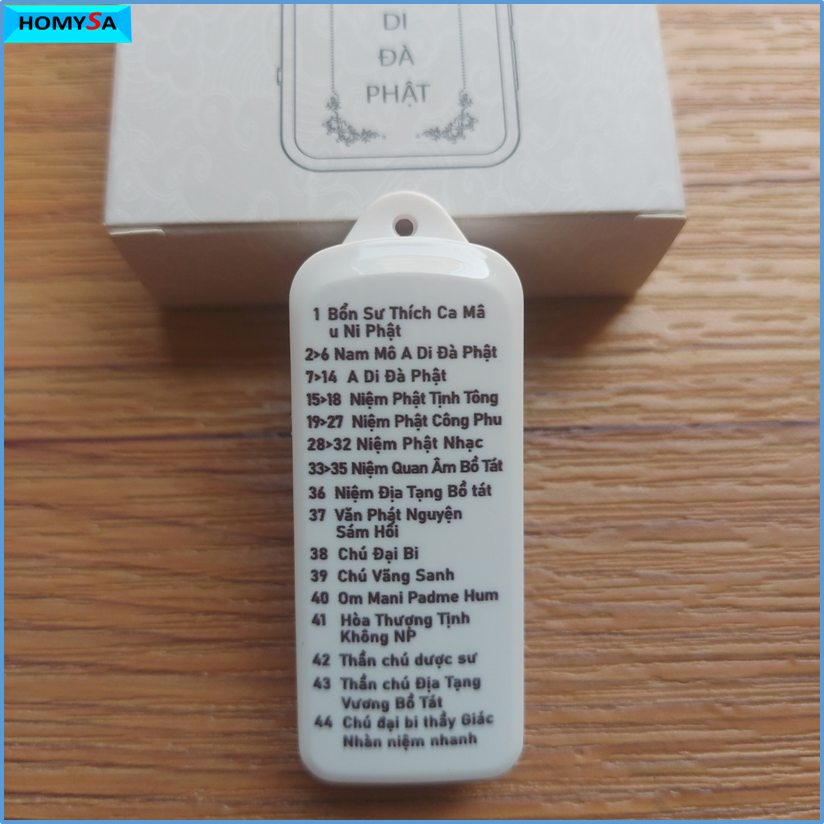 HOMYSA
DI
ĐÀ
PHẬT
1 Bổn Sư Thích Ca Mâ
u Ni Phật
2>6 Nam Mô A Di Đà Phật
7>14 A Di Đà Phật
15>18 Niệm Phật Tịnh Tông
19>27 Niệm Phật Công Phu
28>32 Niệm Phật Nhạc
33>35 Niệm Quan Âm Bồ Tát
36 Niệm Địa Tạng Bồ tát
37 Văn Phát Nguyện
Sám Hối
38 Chú Đại Bi
39 Chú Vãng Sanh
40 Om Mani Padme Hum
41 Hòa Thượng Tịnh
Không NP
42 Thần chú dược sư
43 Thần chú Địa Tạng
Vương Bồ Tát
44 Chú đại bi thầy Giác
Nhàn niệm nhanh